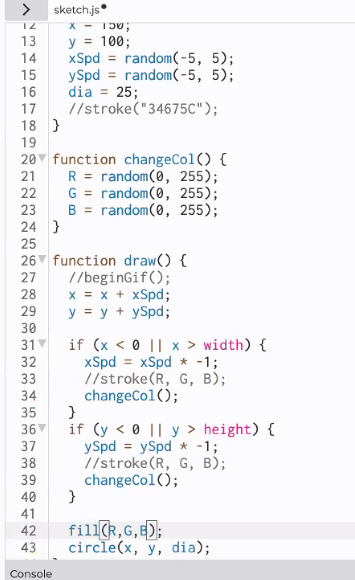 sketch.js
12 x = 150;
13 y = 100;
14 xSpd = random(-5, 5);
15 ySpd = random(-5, 5);
16 dia = 25;
17 //stroke("34675C");
18 }
19
20 function changeCol() {
21 R = random(0, 255);
22 G = random(0, 255);
23 B = random(0, 255);
24 }
25
26 function draw() {
27 //beginGif();
28 x = x + xSpd;
29 y = y + ySpd;
30
31 if (x < 0 || x > width) {
32 xSpd = xSpd * -1;
33 //stroke(R, G, B);
34 changeCol();
35 }
36 if (y < 0 || y > height) {
37 ySpd = ySpd * -1;
38 //stroke(R, G, B);
39 changeCol();
40 }
41
42 fill(R,G,B);
43 circle(x, y, dia);
Console